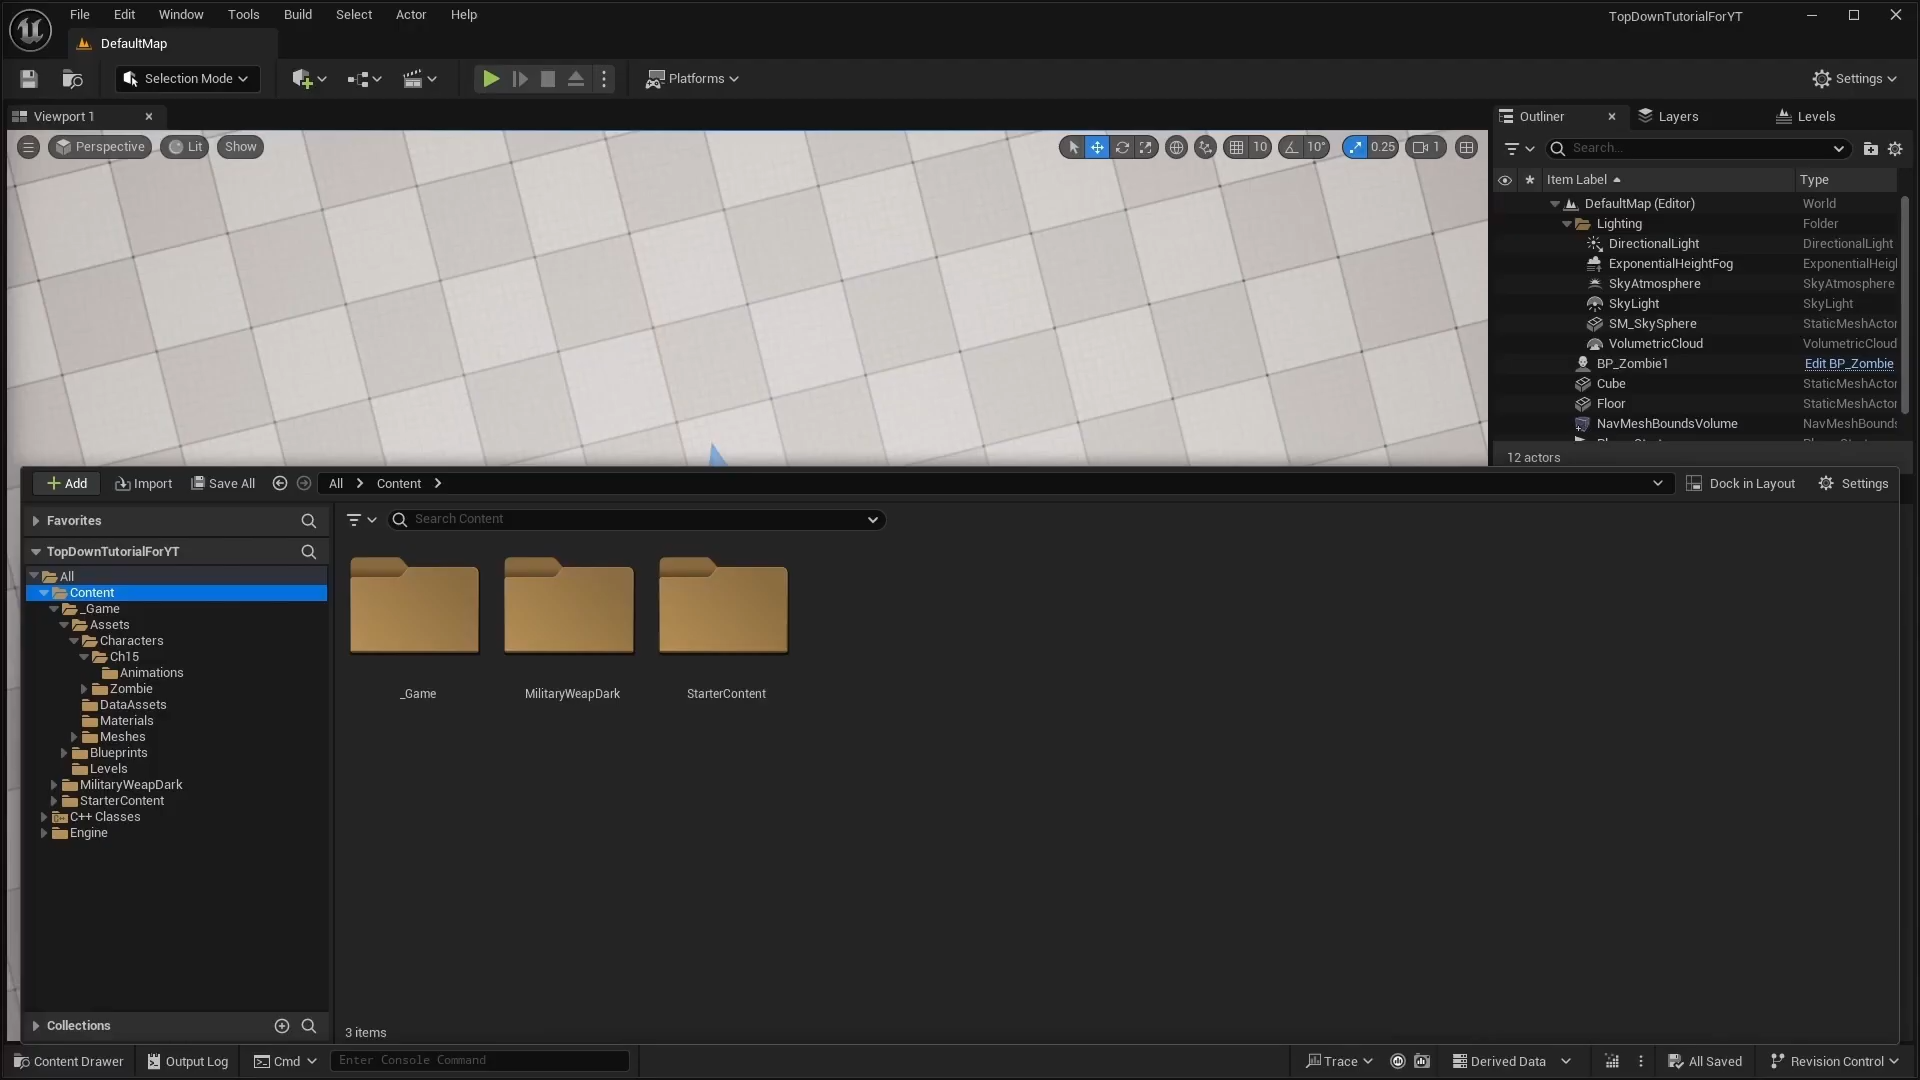 File Edit Window Tools Build Select Actor Help
TopDownTutorialForYT
DefaultMap
Selection Mode
Platforms
Settings
Viewport 1
Outliner
Layers
Levels
Perspective
Lit
Show
10
10°
0.25
1
Search...
Item Label
Type
DefaultMap (Editor)
World
Lighting
Folder
DirectionalLight
DirectionalLight
ExponentialHeightFog
ExponentialHeigl
SkyAtmosphere
SkyAtmosphere
SkyLight
SkyLight
SM_SkySphere
StaticMeshActor
VolumetricCloud
VolumetricCloud
BP_Zombie1
Edit BP_Zombie
Cube
StaticMeshActor
Floor
StaticMeshActor
NavMeshBoundsVolume
NavMeshBounds
12 actors
Add
Import
Save All
All
Content
Dock in Layout
Settings
Favorites
Search Content
TopDownTutorialForYT
All
Content
_Game
Assets
Characters
Ch15
Animations
Zombie
DataAssets
Materials
Meshes
Blueprints
Levels
MilitaryWeapDark
StarterContent
C++ Classes
Engine
_Game
MilitaryWeapDark
StarterContent
Collections
3 items
Content Drawer
Output Log
Cmd
Enter Console Command
Trace
Derived Data
All Saved
Revision Control